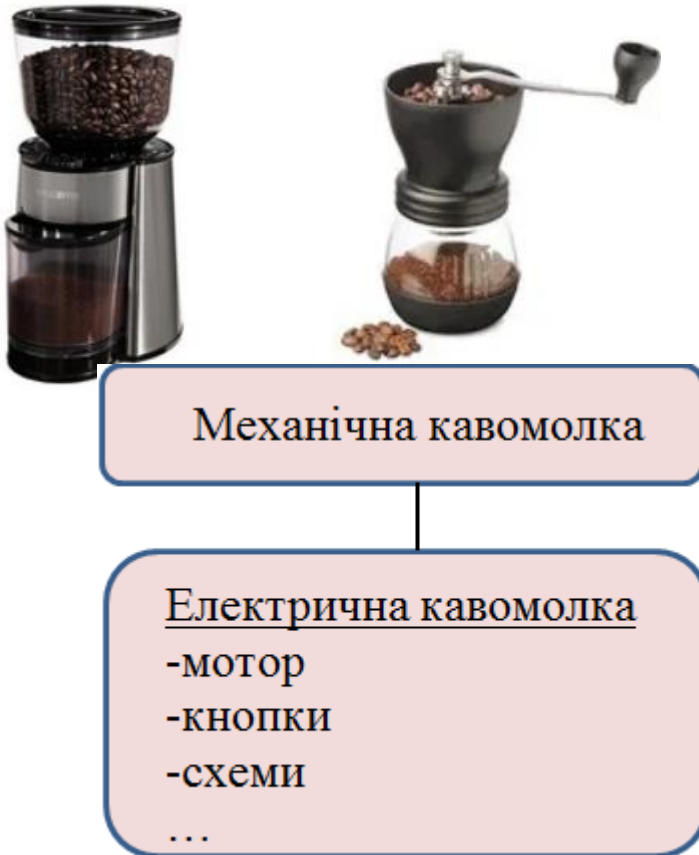 Механічна кавомолка
Електрична кавомолка
-мотор
-кнопки
-схеми
…